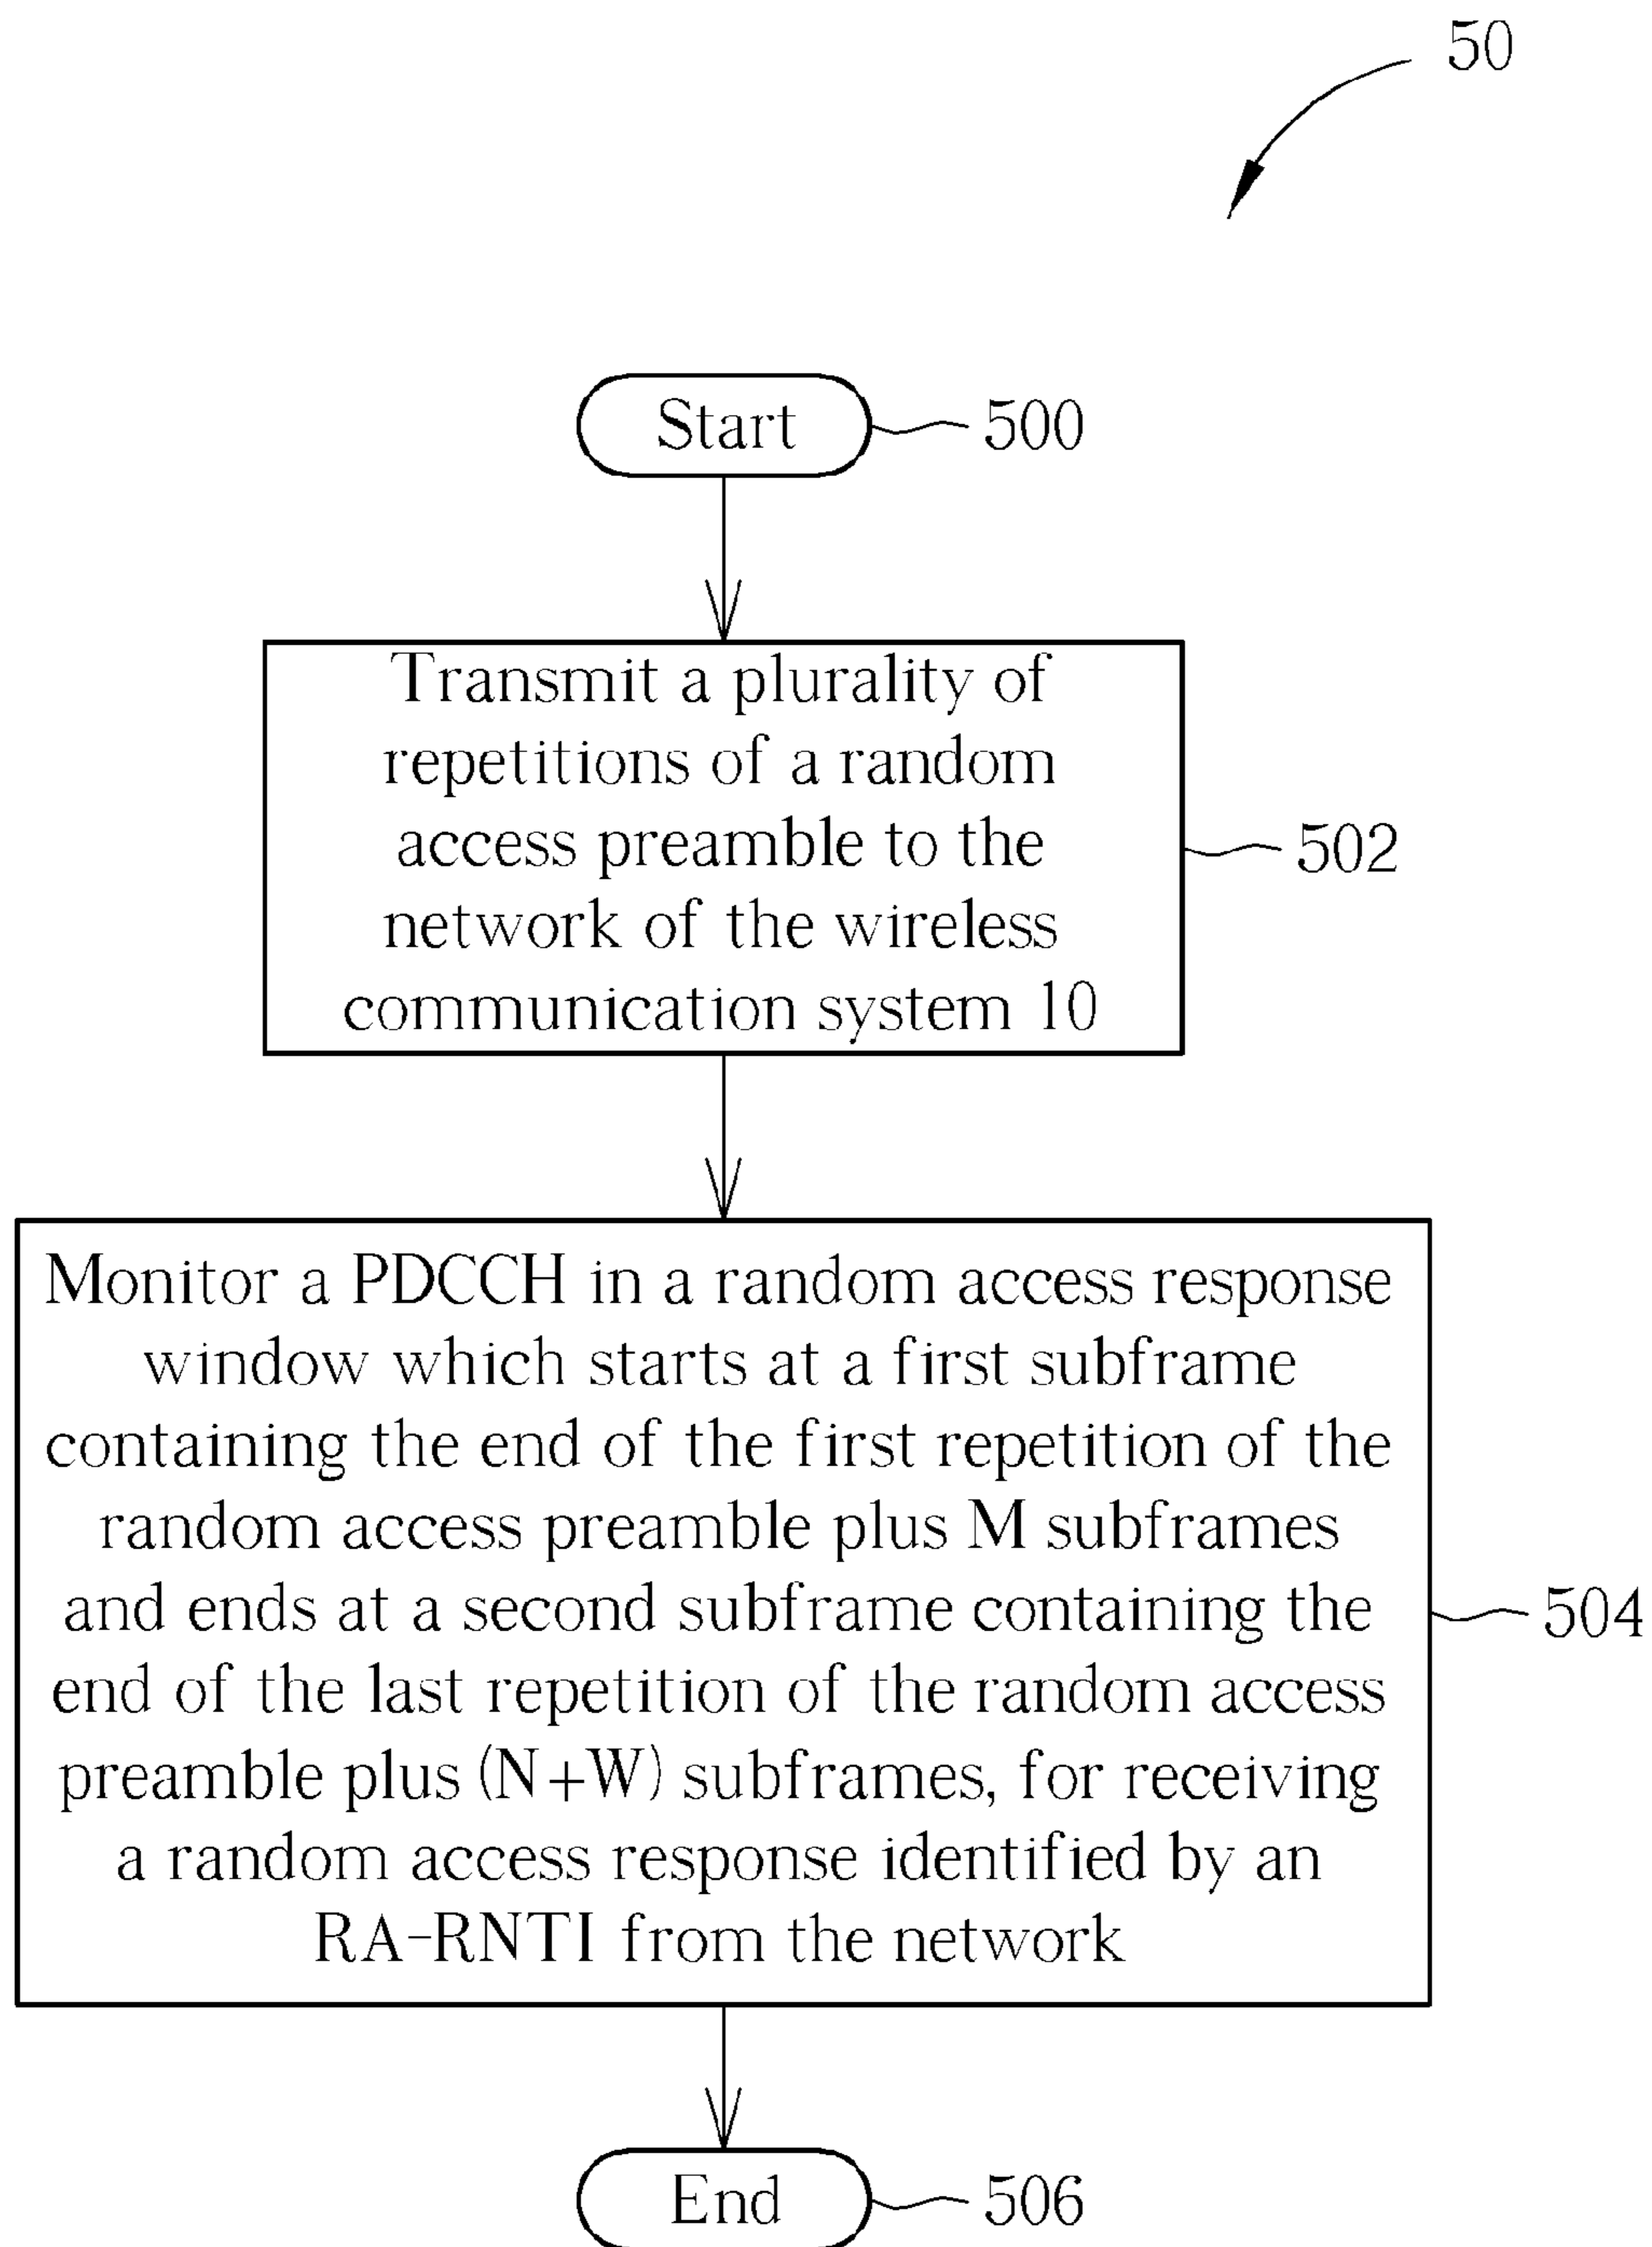 50
Start
500
Transmit a plurality of
repetitions of a random
access preamble to the
network of the wireless
communication system 10
502
Monitor a PDCCH in a random access response
window which starts at a first subframe
containing the end of the first repetition of the
random access preamble plus M subframes
and ends at a second subframe containing the
end of the last repetition of the random access
preamble plus (N+W) subframes, for receiving
a random access response identified by an
RA-RNTI from the network
504
End
506